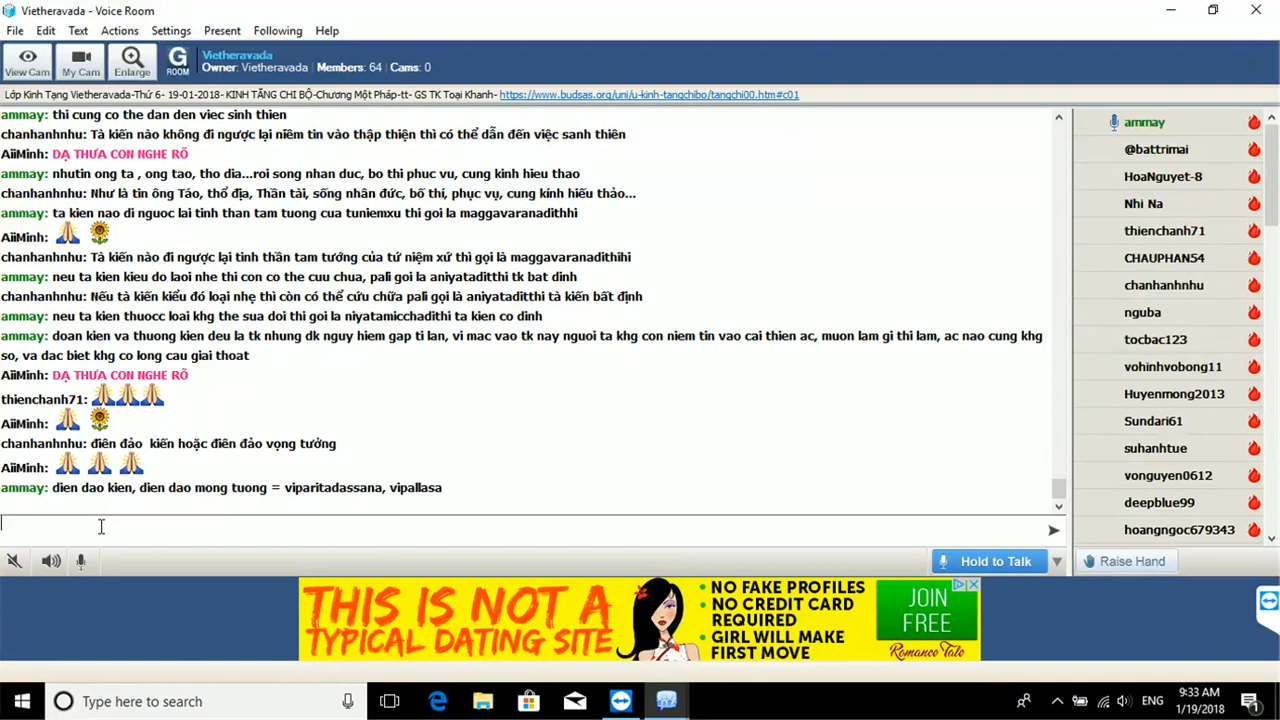 Vietheravada - Voice Room
File Edit Text Actions Settings Present Following Help
View Cam My Cam Enlarge G ROOM
Vietheravada
Owner: Vietheravada | Members: 64 | Cams: 0
Lớp Kinh Tạng Vietheravada-Thứ 6- 19-01-2018- KINH TĂNG CHI BỘ-Chương Một Pháp-tt- GS TK Toại Khanh- https://www.budsas.org/uni/u-kinh-tangchibo/tangchi00.htm#c01
ammay: thi cung co the dan den viec sinh thien
chanhanhnhu: Tà kiến nào không đi ngược lại niềm tin vào thập thiện thì có thể dẫn đến việc sanh thiên
AiiMinh: DẠ THƯA CON NGHE RÕ
ammay: nhutin ong ta , ong tao, tho dia...roi song nhan duc, bo thi phuc vu, cung kinh hieu thao
chanhanhnhu: Như là tin ông Táo, thổ địa, Thần tài, sống nhân đức, bố thí, phục vụ, cung kính hiếu thảo...
ammay: ta kien nao di nguoc lai tinh than tam tuong cua tuniemxu thi goi la maggavaranadithhi
AiiMinh:
chanhanhnhu: Tà kiến nào đi ngược lại tinh thần tam tướng của tứ niệm xứ thì gọi là maggavaranadithihi
ammay: neu ta kien kieu do laoi nhe thi con co the cuu chua, pali goi la aniyataditthi tk bat dinh
chanhanhnhu: Nếu tà kiến kiểu đó loại nhẹ thì còn có thể cứu chữa pali gọi là aniyataditthi tà kiến bất định
ammay: neu ta kien thuocc loai khg the sua doi thi goi la niyatamicchadithi ta kien co dinh
ammay: doan kien va thuong kien deu la tk nhung dk nguy hiem gap ti lan, vi mac vao tk nay nguoi ta khg con niem tin vao cai thien ac, muon lam gi thi lam, ac nao cung khg
so, va dac biet khg co long cau giai thoat
AiiMinh: DẠ THƯA CON NGHE RÕ
thienchanh71:
AiiMinh:
chanhanhnhu: điên đảo kiến hoặc điên đảo vọng tưởng
AiiMinh:
ammay: dien dao kien, dien dao mong tuong = viparitadassana, vipallasa
ammay
@battrimai
HoaNguyet-8
Nhi Na
thienchanh71
CHAUPHAN54
chanhanhnhu
nguba
tocbac123
vohinhvobong11
Huyenmong2013
Sundari61
suhanhtue
vonguyen0612
deepblue99
hoangngoc679343
Hold to Talk
Raise Hand
THIS IS NOT A
TYPICAL DATING SITE
• NO FAKE PROFILES
• NO CREDIT CARD
REQUIRED
• GIRL WILL MAKE
FIRST MOVE
JOIN
FREE
Romance Tale
Type here to search
ENG
9:33 AM
1/19/2018
1